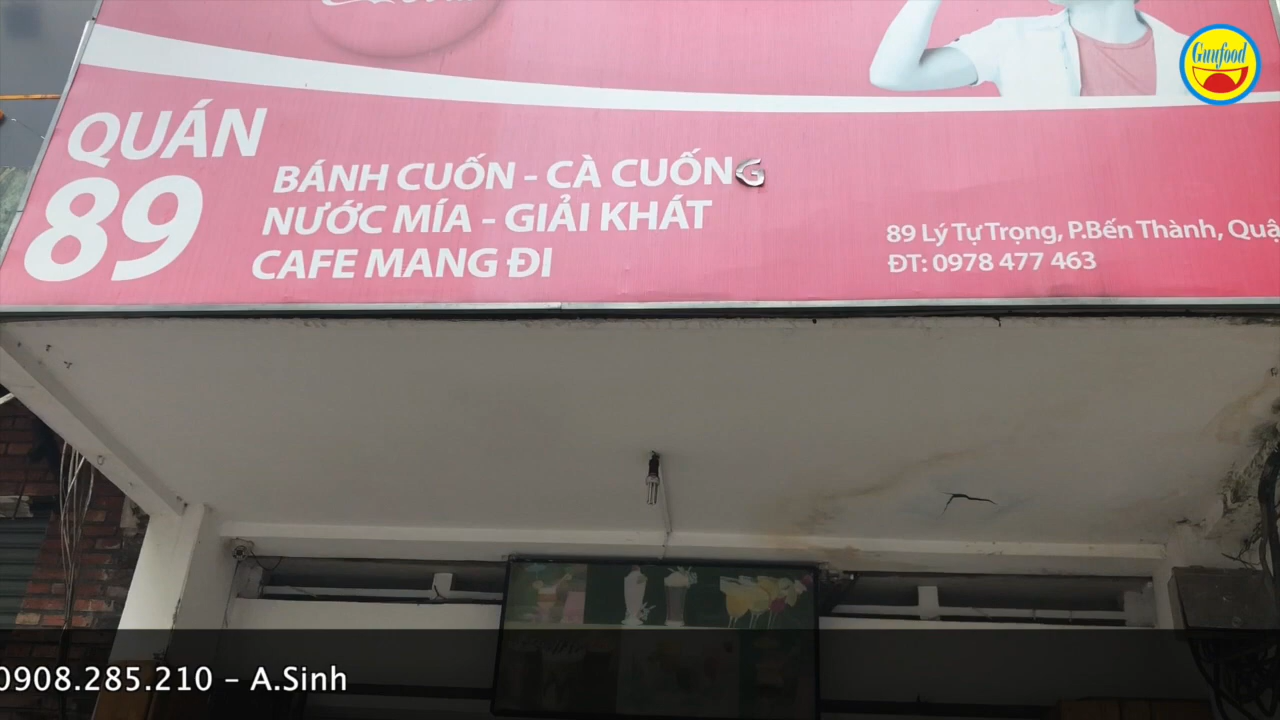 Guufood
QUÁN
89
BÁNH CUỐN - CÀ CUỐNG
NƯỚC MÍA - GIẢI KHÁT
CAFE MANG ĐI
89 Lý Tự Trọng, P.Bến Thành, Quậ
ĐT: 0978 477 463
0908.285.210 – A.Sinh